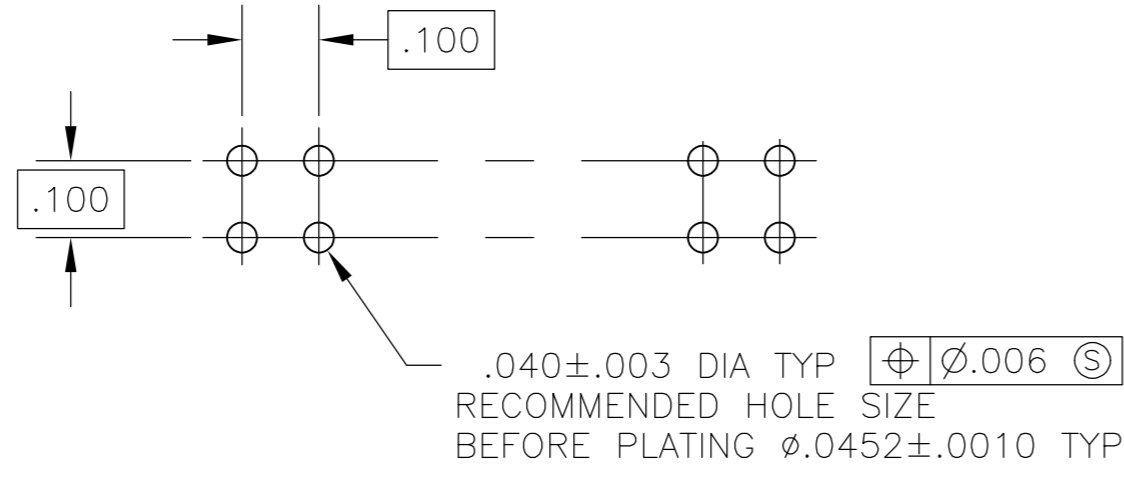 .100
.100
.040±.003 DIA TYP ⌖ Ø.006 Ⓢ
RECOMMENDED HOLE SIZE
BEFORE PLATING ø.0452±.0010 TYP